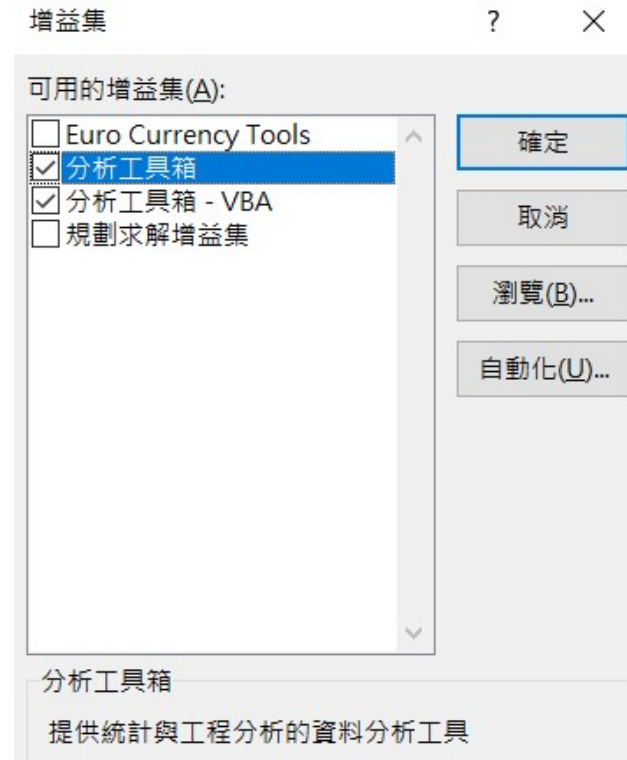 增益集
可用的增益集(A):
Euro Currency Tools
分析工具箱
分析工具箱 - VBA
規劃求解增益集
確定
取消
瀏覽(B)...
自動化(U)...
分析工具箱
提供統計與工程分析的資料分析工具